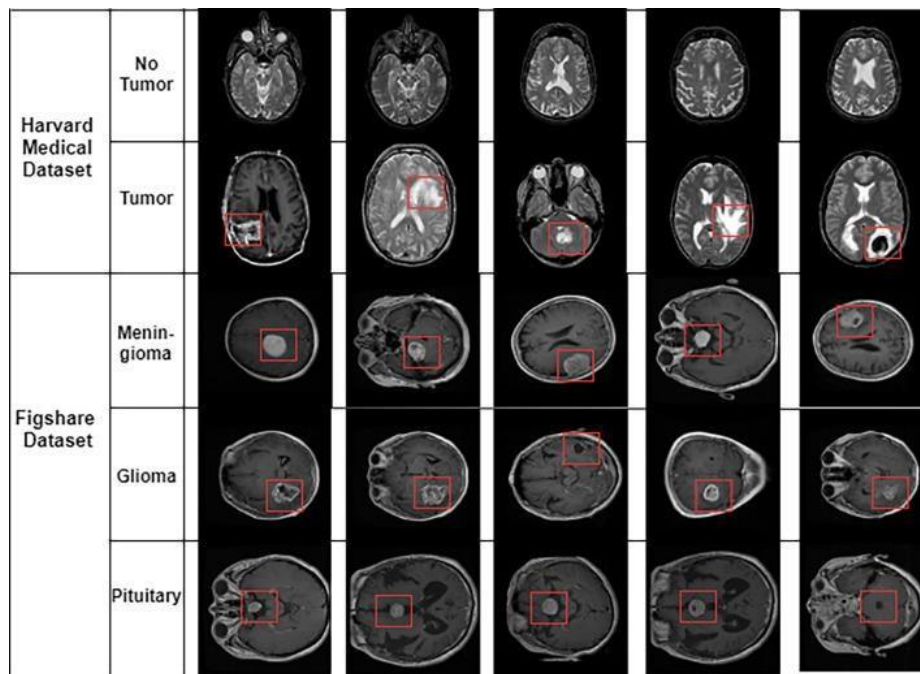 No
Tumor
Harvard
Medical
Dataset
Tumor
Menin-
gioma
Figshare
Dataset
Glioma
Pituitary